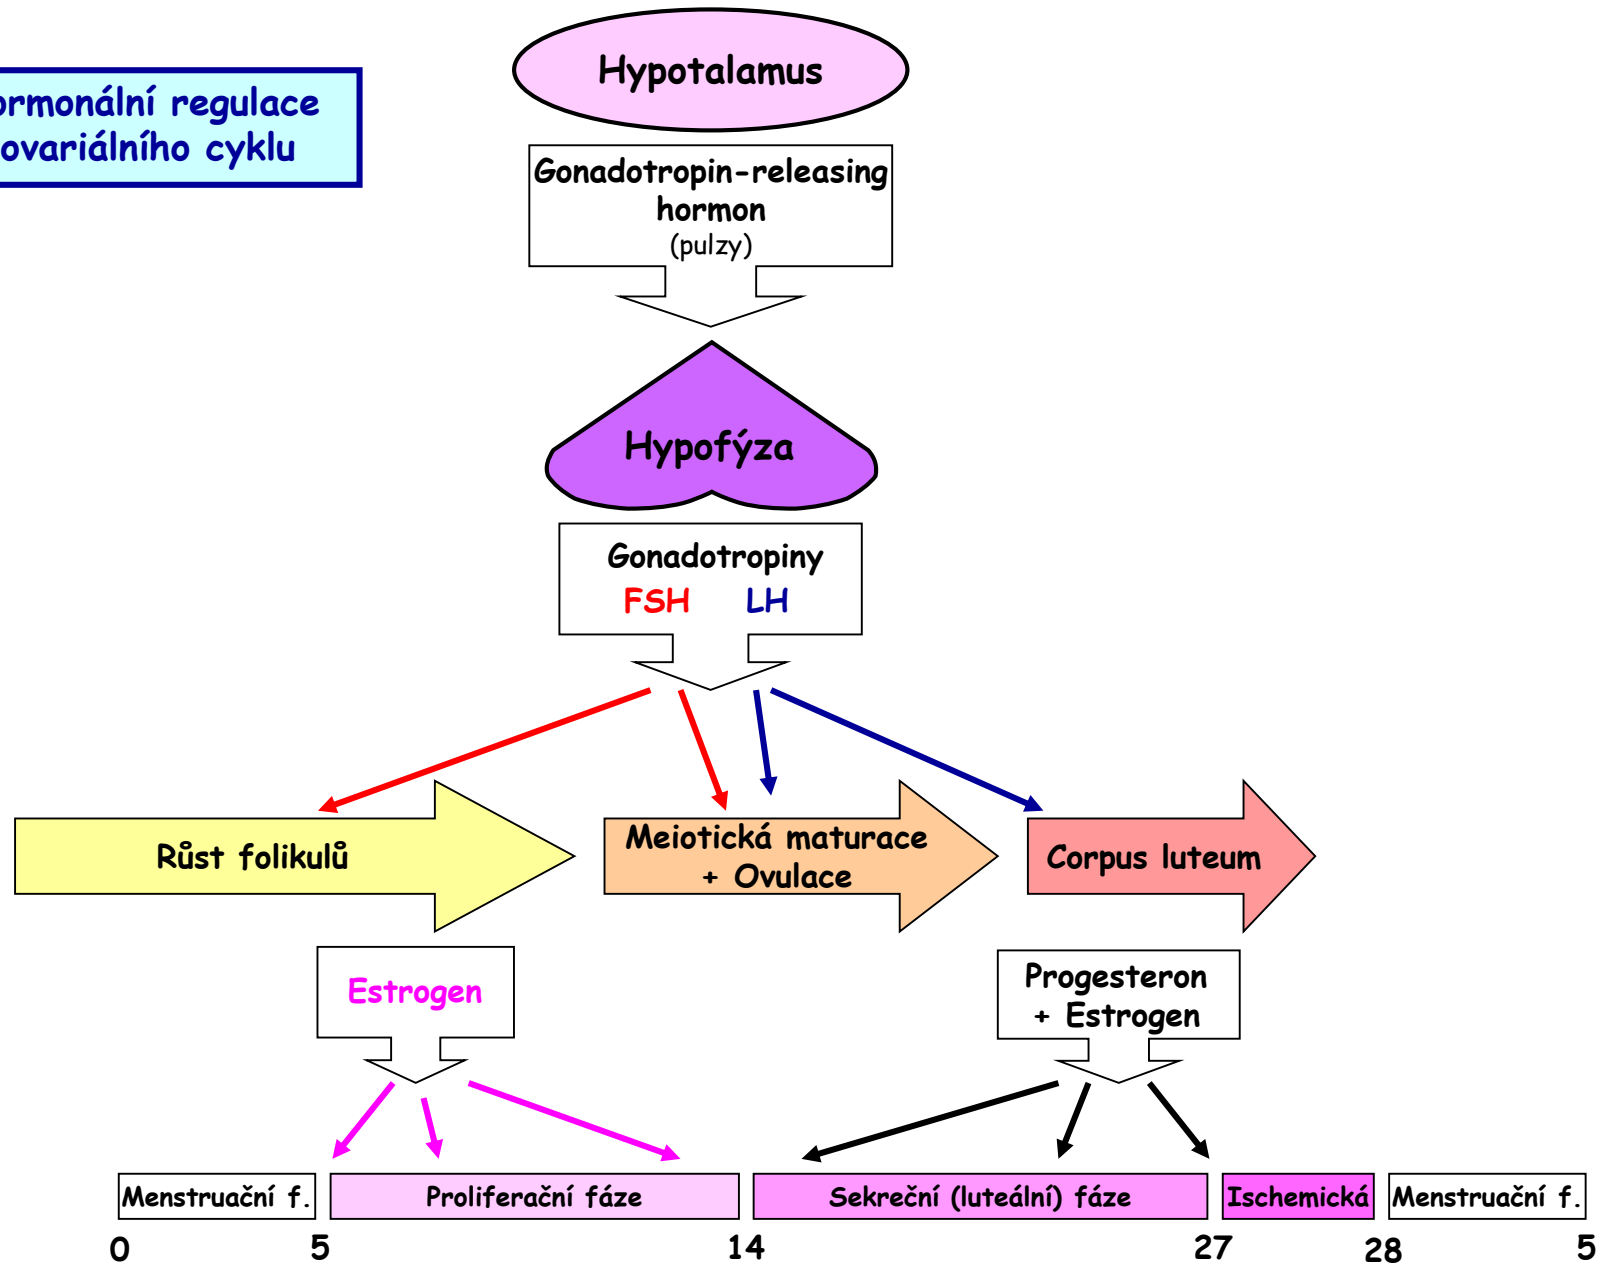 Hypotalamus
ormonální regulace
ovariálního cyklu
Gonadotropin-releasing
hormon
(pulzy)
Hypofýza
Gonadotropiny
FSH LH
Růst folikulů
Meiotická maturace
+ Ovulace
Corpus luteum
Estrogen
Progesteron
+ Estrogen
Menstruační f. Proliferační fáze Sekreční (luteální) fáze Ischemická Menstruační f.
0 5 14 27 28 5